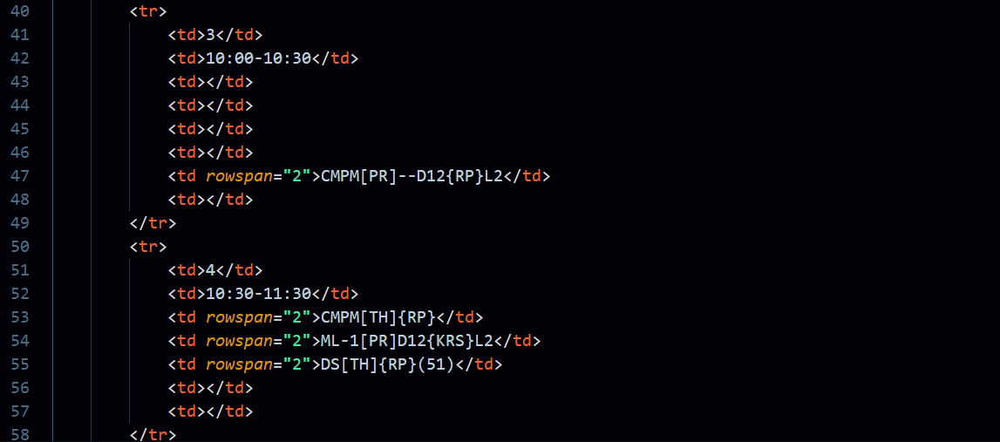 40 <tr>
41 <td>3</td>
42 <td>10:00-10:30</td>
43 <td></td>
44 <td></td>
45 <td></td>
46 <td></td>
47 <td rowspan="2">CMPM[PR]--D12{RP}L2</td>
48 <td></td>
49 </tr>
50 <tr>
51 <td>4</td>
52 <td>10:30-11:30</td>
53 <td rowspan="2">CMPM[TH]{RP}</td>
54 <td rowspan="2">ML-1[PR]D12{KRS}L2</td>
55 <td rowspan="2">DS[TH]{RP}(51)</td>
56 <td></td>
57 <td></td>
58 </tr>